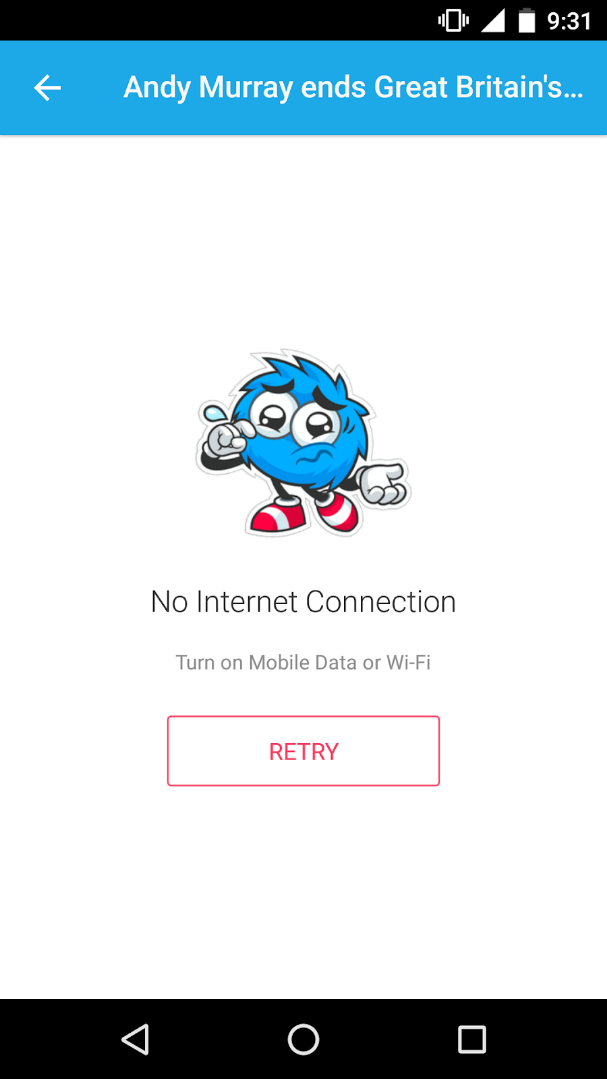 9:31
Andy Murray ends Great Britain's...
No Internet Connection
Turn on Mobile Data or Wi-Fi
RETRY